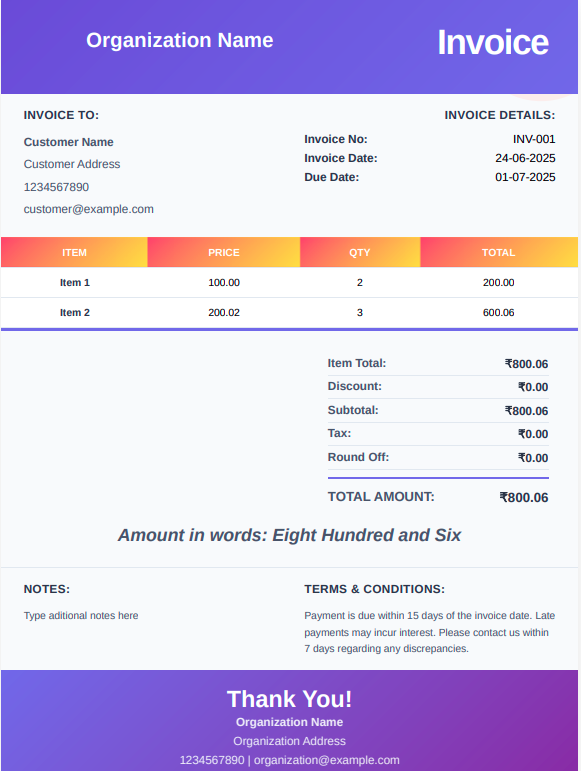 Organization Name
Invoice
INVOICE TO:
Customer Name
Customer Address
1234567890
customer@example.com
INVOICE DETAILS:
Invoice No: INV-001
Invoice Date: 24-06-2025
Due Date: 01-07-2025
ITEM PRICE QTY TOTAL
Item 1 100.00 2 200.00
Item 2 200.02 3 600.06
Item Total: ₹800.06
Discount: ₹0.00
Subtotal: ₹800.06
Tax: ₹0.00
Round Off: ₹0.00
TOTAL AMOUNT: ₹800.06
Amount in words: Eight Hundred and Six
NOTES:
Type aditional notes here
TERMS & CONDITIONS:
Payment is due within 15 days of the invoice date. Late
payments may incur interest. Please contact us within
7 days regarding any discrepancies.
Thank You!
Organization Name
Organization Address
1234567890 | organization@example.com